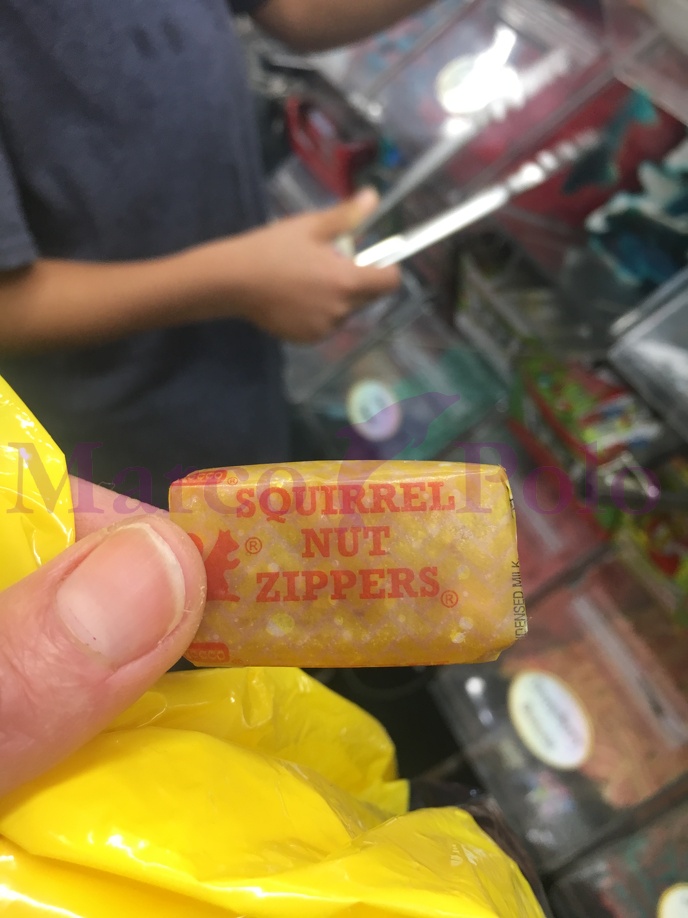 SQUIRREL
NUT
®
ZIPPERS®
DENSED MILK
Marco Polo